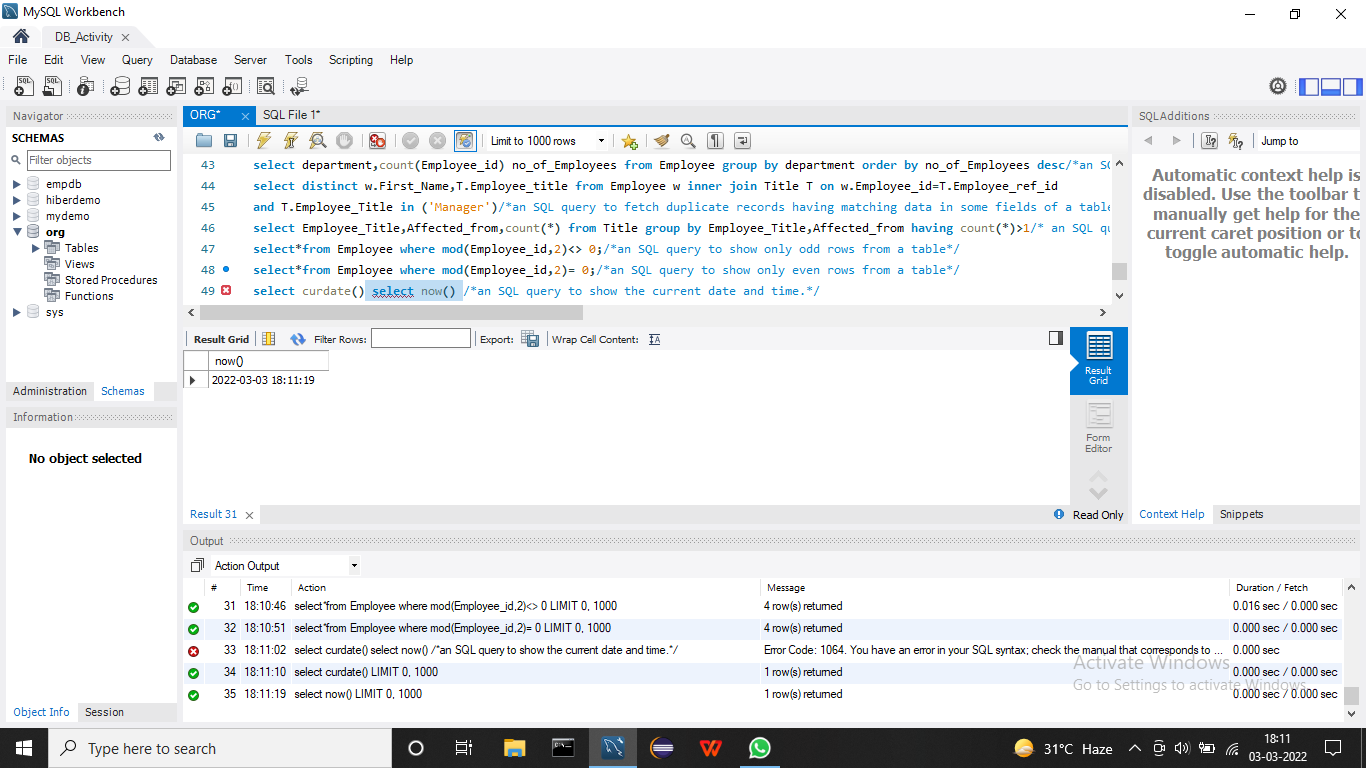 MySQL Workbench
DB_Activity
File Edit View Query Database Server Tools Scripting Help
Navigator
SCHEMAS
Filter objects
empdb
hiberdemo
mydemo
org
Tables
Views
Stored Procedures
Functions
sys
Administration Schemas
Information
No object selected
Object Info Session
ORG* SQL File 1*
Limit to 1000 rows
43 select department,count(Employee_id) no_of_Employees from Employee group by department order by no_of_Employees desc/*an SQ
44 select distinct w.First_Name,T.Employee_title from Employee w inner join Title T on w.Employee_id=T.Employee_ref_id
45 and T.Employee_Title in ('Manager')/*an SQL query to fetch duplicate records having matching data in some fields of a table
46 select Employee_Title,Affected_from,count(*) from Title group by Employee_Title,Affected_from having count(*)>1/* an SQL qu
47 select*from Employee where mod(Employee_id,2)<> 0;/*an SQL query to show only odd rows from a table*/
48 select*from Employee where mod(Employee_id,2)= 0;/*an SQL query to show only even rows from a table*/
49 select curdate() select now() /*an SQL query to show the current date and time.*/
Result Grid Filter Rows: Export: Wrap Cell Content:
now()
2022-03-03 18:11:19
Result Grid
Form Editor
Result 31
Read Only
SQLAdditions
Jump to
Automatic context help is
disabled. Use the toolbar t
manually get help for the
current caret position or to
toggle automatic help.
Context Help Snippets
Output
Action Output
# Time Action Message Duration / Fetch
31 18:10:46 select*from Employee where mod(Employee_id,2)<> 0 LIMIT 0, 1000 4 row(s) returned 0.016 sec / 0.000 sec
32 18:10:51 select*from Employee where mod(Employee_id,2)= 0 LIMIT 0, 1000 4 row(s) returned 0.000 sec / 0.000 sec
33 18:11:02 select curdate() select now() /*an SQL query to show the current date and time.*/ Error Code: 1064. You have an error in your SQL syntax; check the manual that corresponds to ... 0.000 sec
34 18:11:10 select curdate() LIMIT 0, 1000 1 row(s) returned 0.000 sec / 0.000 sec
35 18:11:19 select now() LIMIT 0, 1000 1 row(s) returned 0.000 sec / 0.000 sec
Activate Windows
Go to Settings to activate Windows.
Type here to search
31°C Haze
18:11
03-03-2022